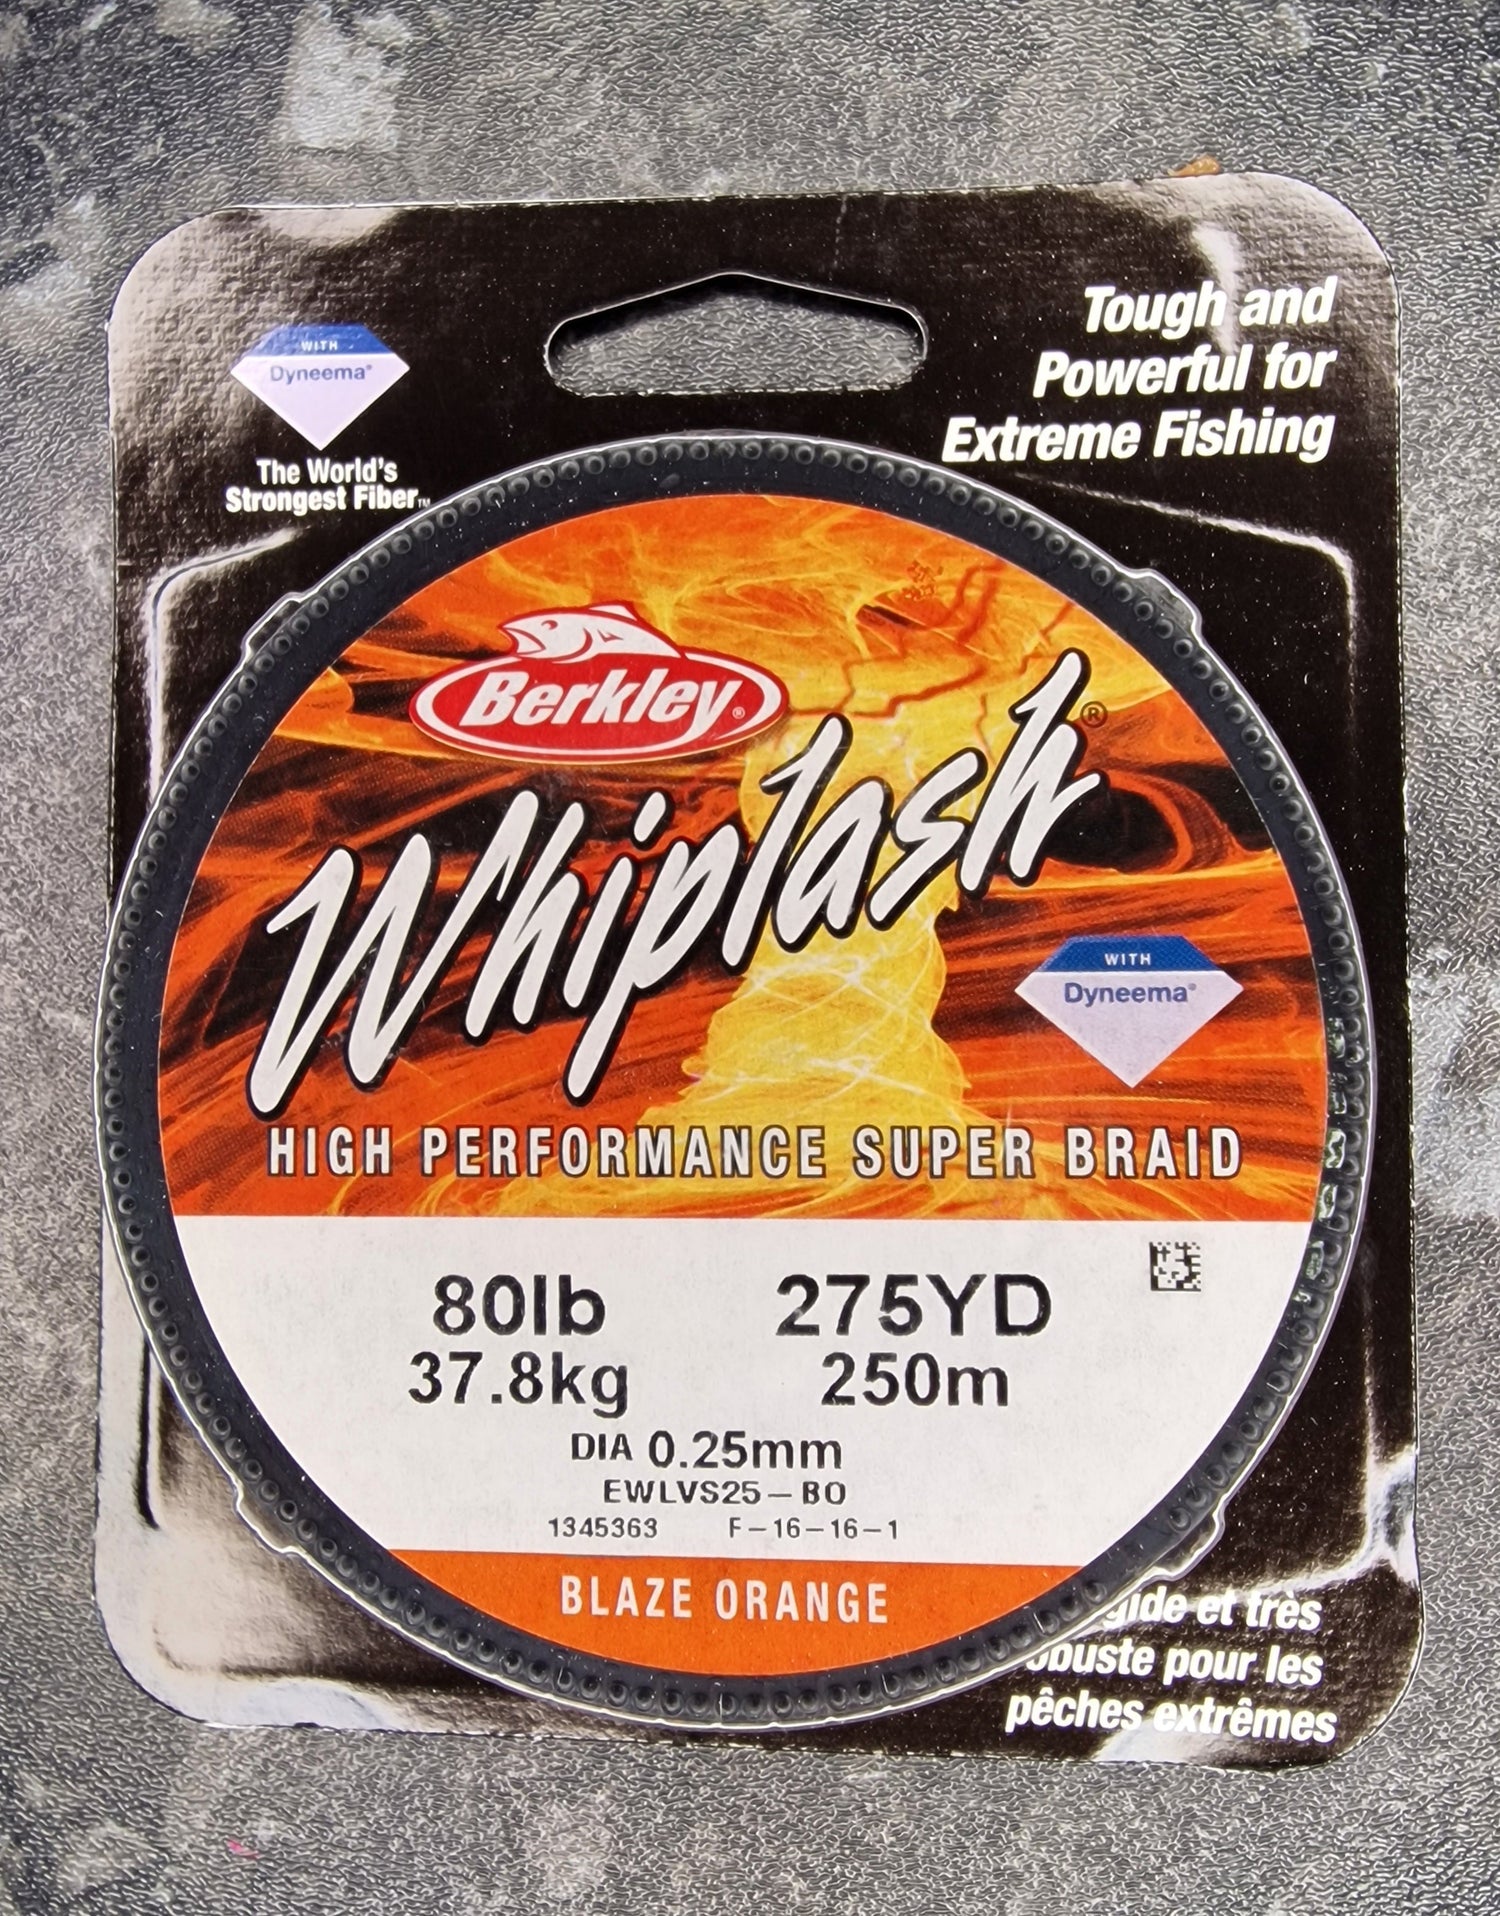 WITH
Dyneema®
The World's
Strongest Fiber™
Tough and
Powerful for
Extreme Fishing
Berkley®
Whiplash®
WITH
Dyneema®
HIGH PERFORMANCE SUPER BRAID
80lb 275YD
37.8kg 250m
DIA 0.25mm
EWLVS25-BO
1345363 F-16-16-1
BLAZE ORANGE
et très
pour les
pêches extrêmes